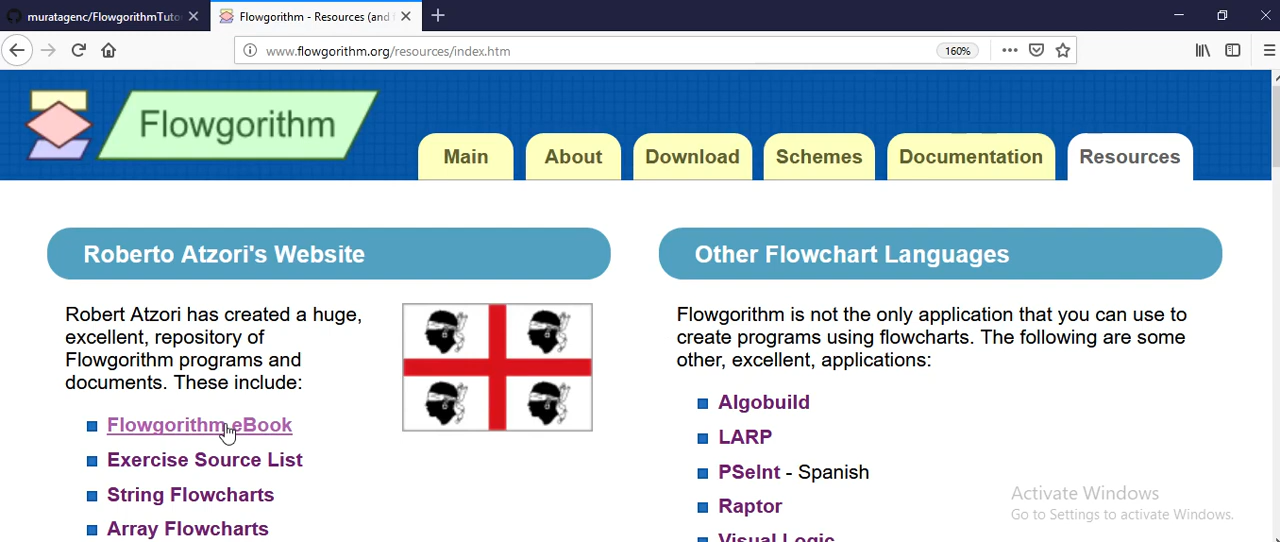 muratagenc/FlowgorithmTuto
Flowgorithm - Resources (and
www.flowgorithm.org/resources/index.htm
160%
Flowgorithm
Main
About
Download
Schemes
Documentation
Resources
Roberto Atzori's Website
Robert Atzori has created a huge,
excellent, repository of
Flowgorithm programs and
documents. These include:
Flowgorithm eBook
Exercise Source List
String Flowcharts
Array Flowcharts
Other Flowchart Languages
Flowgorithm is not the only application that you can use to
create programs using flowcharts. The following are some
other, excellent, applications:
Algobuild
LARP
PSeInt - Spanish
Raptor
Visual Logic
Activate Windows
Go to Settings to activate Windows.